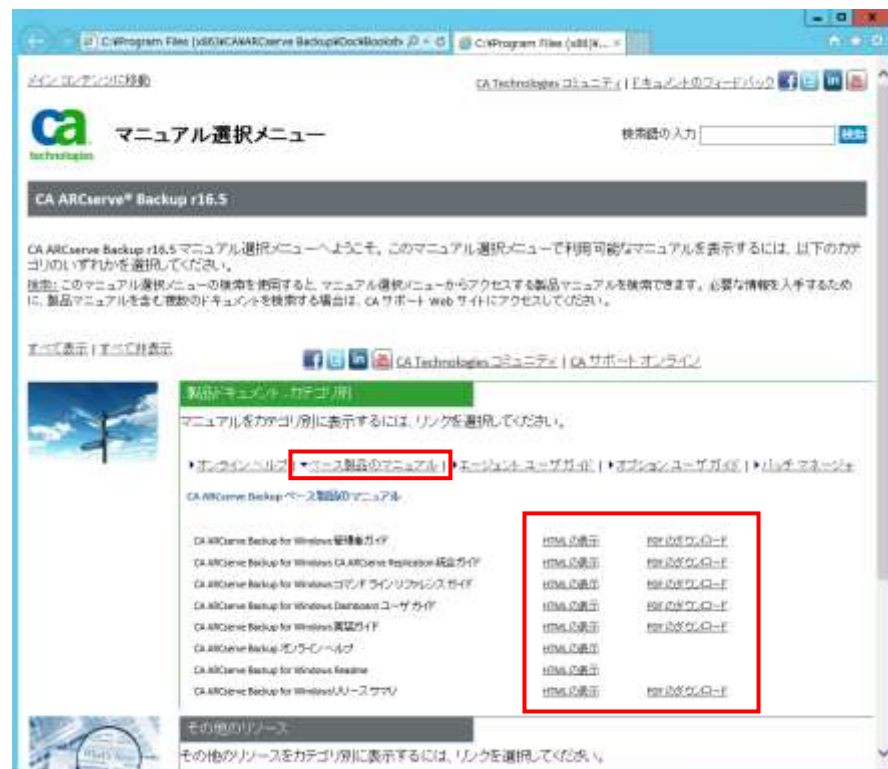 C:¥Program Files (x86)¥CA¥ARCserve Backup¥Doc¥Booksh
C:¥Program Files (x86)¥...
メイン コンテンツに移動
CA Technologies コミュニティ | ドキュメントのフィードバック
ca technologies
マニュアル選択メニュー
検索語の入力
検索
CA ARCserve® Backup r16.5
CA ARCserve Backup r16.5 マニュアル選択メニューへようこそ。このマニュアル選択メニューで利用可能なマニュアルを表示するには、以下のカテ
ゴリのいずれかを選択してください。
検索: このマニュアル選択メニューの検索を使用すると、マニュアル選択メニューからアクセスする製品マニュアルを検索できます。必要な情報を入手するため
に、製品マニュアルを含む複数のドキュメントを検索する場合は、CA サポート Web サイトにアクセスしてください。
すべて表示 | すべて非表示
CA Technologies コミュニティ | CA サポート オンライン
製品ドキュメント - カテゴリ別
マニュアルをカテゴリ別に表示するには、リンクを選択してください。
オンライン ヘルプ | ベース製品のマニュアル | エージェント ユーザ ガイド | オプション ユーザ ガイド | パッチ マネージャ
CA ARCserve Backup ベース製品のマニュアル
CA ARCserve Backup for Windows 管理者ガイド HTML の表示 PDF のダウンロード
CA ARCserve Backup for Windows CA ARCserve Replication 統合ガイド HTML の表示 PDF のダウンロード
CA ARCserve Backup for Windows コマンド ライン リファレンス ガイド HTML の表示 PDF のダウンロード
CA ARCserve Backup for Windows Dashboard ユーザ ガイド HTML の表示 PDF のダウンロード
CA ARCserve Backup for Windows 実装ガイド HTML の表示 PDF のダウンロード
CA ARCserve Backup オンライン ヘルプ HTML の表示
CA ARCserve Backup for Windows Readme HTML の表示
CA ARCserve Backup for Windows リリース サマリ HTML の表示 PDF のダウンロード
その他のリソース
その他のリソースをカテゴリ別に表示するには、リンクを選択してください。